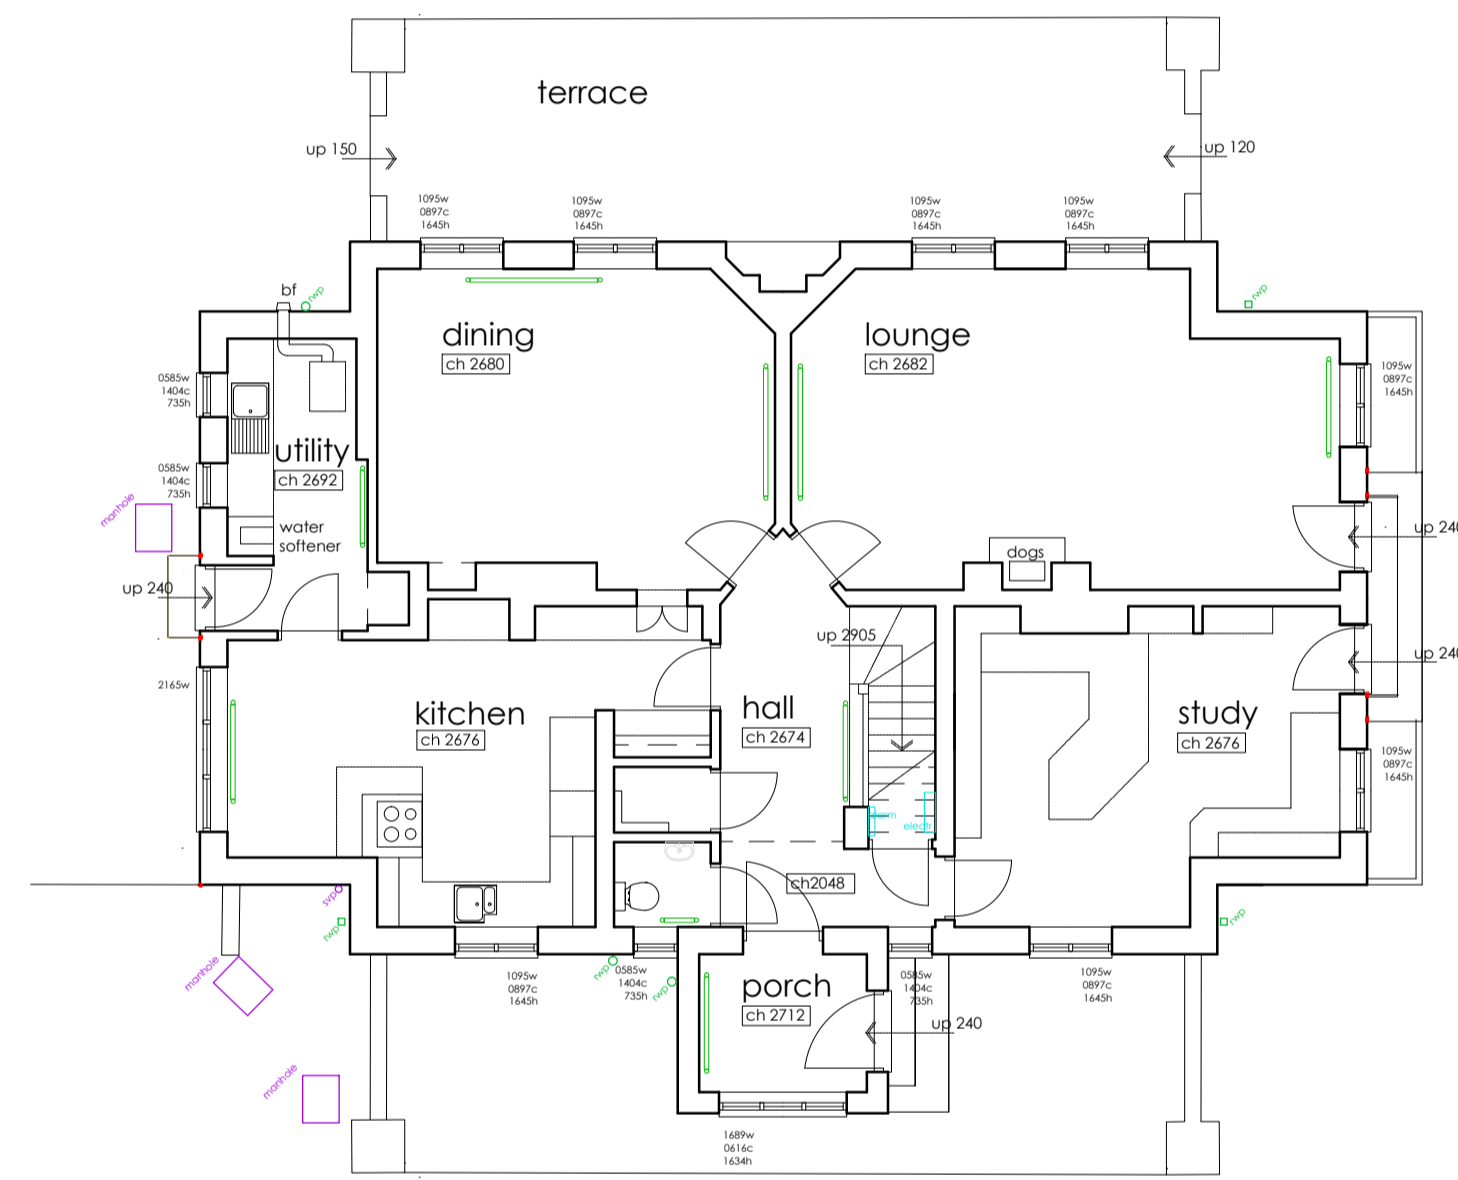 terrace
up 150
up 120
1095w
0897c
1645h
1095w
0897c
1645h
1095w
0897c
1645h
1095w
0897c
1645h
bf
rwp
rwp
dining
ch 2680
lounge
ch 2682
0585w
1404c
735h
1095w
0897c
1645h
utility
ch 2692
0585w
1404c
735h
manhole
water
softener
dogs
up 240
up 240
up 2905
up 240
2165w
kitchen
ch 2676
hall
ch 2674
study
ch 2676
1095w
0897c
1645h
electr
ch2048
svp
rwp
rwp
manhole
rwp
rwp
1095w
0897c
1645h
0585w
1404c
735h
porch
ch 2712
0585w
1404c
735h
1095w
0897c
1645h
up 240
manhole
1689w
0616c
1634h